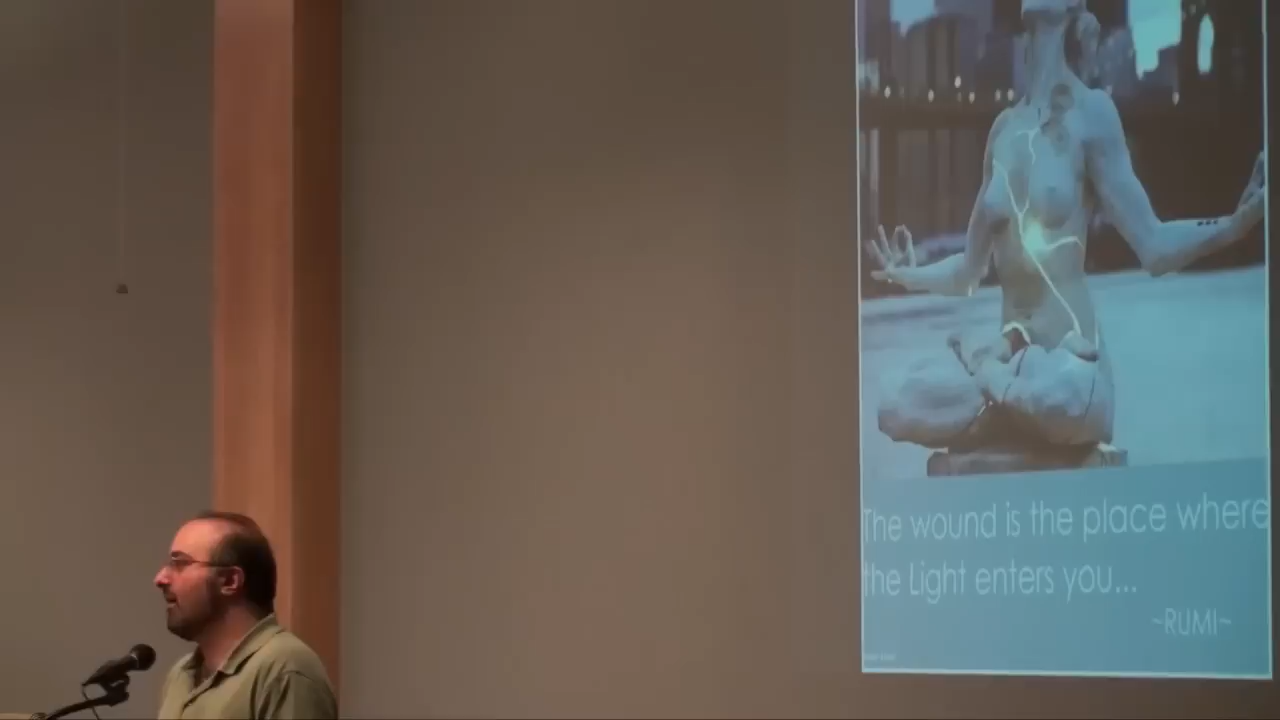 The wound is the place where
the Light enters you...
~RUMI~